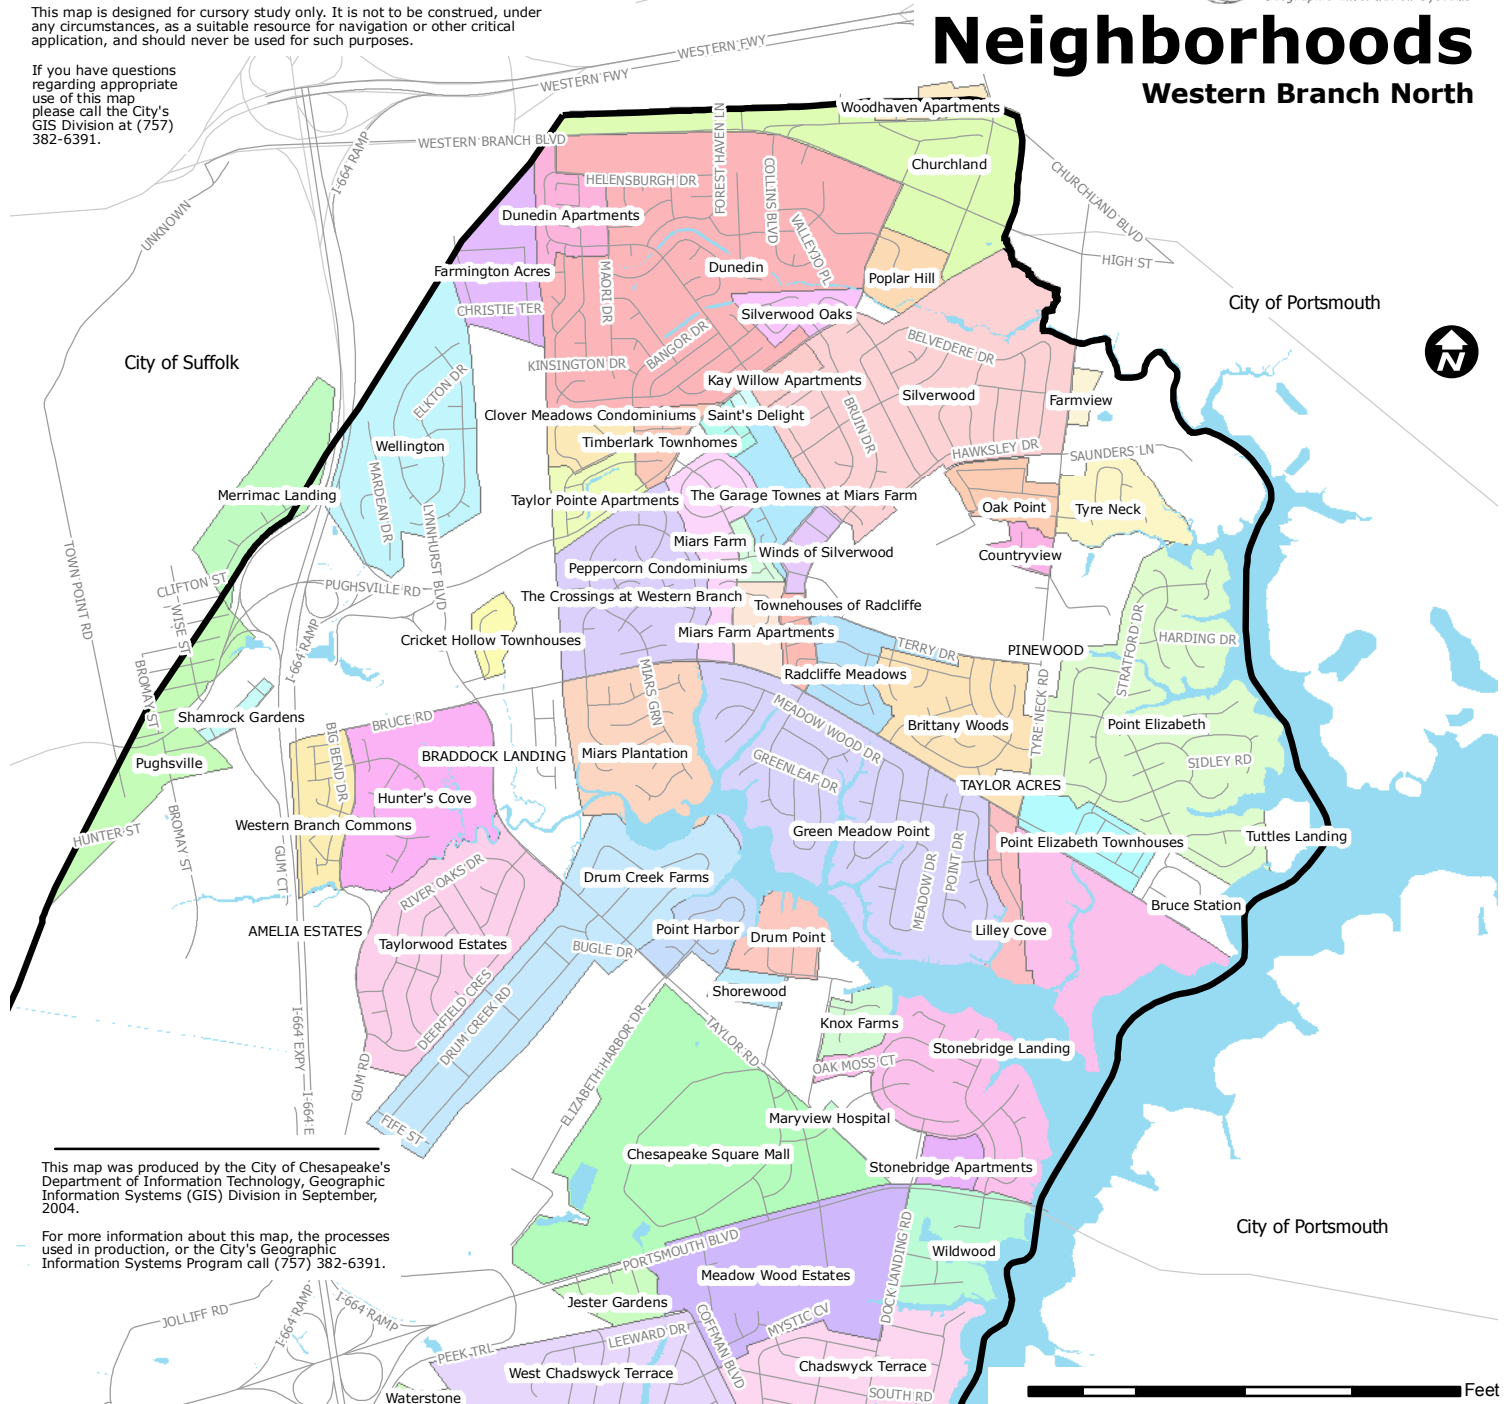 This map is designed for cursory study only. It is not to be construed, under
any circumstances, as a suitable resource for navigation or other critical
application, and should never be used for such purposes.
If you have questions
regarding appropriate
use of this map
please call the City's
GIS Division at (757)
382-6391.
Neighborhoods
Western Branch North
WESTERN FWY
WESTERN FWY
Woodhaven Apartments
WESTERN BRANCH BLVD
I-664 RAMP
FOREST HAVEN LN
Churchland
CHURCHLAND BLVD
HELENSBURGH DR
COLLINS BLVD
UNKNOWN
Dunedin Apartments
VALLEYJO PL
HIGH ST
Farmington Acres
Dunedin
Poplar Hill
MAORI DR
City of Portsmouth
CHRISTIE TER
Silverwood Oaks
BANGOR DR
BELVEDERE DR
N
City of Suffolk
KINSINGTON DR
ELKTON DR
Kay Willow Apartments
Silverwood
Farmview
Clover Meadows Condominiums
Saint's Delight
BRUIN DR
Wellington
Timberlark Townhomes
HAWKSLEY DR
SAUNDERS LN
MARDEAN DR
Merrimac Landing
Taylor Pointe Apartments
The Garage Townes at Miars Farm
Oak Point
Tyre Neck
LYNNHURST BLVD
Miars Farm
Winds of Silverwood
Countryview
Peppercorn Condominiums
TOWN POINT RD
CLIFTON ST
PUGHSVILLE RD
The Crossings at Western Branch
Townehouses of Radcliffe
WISE ST
Cricket Hollow Townhouses
Miars Farm Apartments
TERRY DR
PINEWOOD
STRATFORD DR
HARDING DR
I-664 RAMP
Radcliffe Meadows
BROMAY ST
MIARS GRN
Shamrock Gardens
BRUCE RD
MEADOW WOOD DR
Brittany Woods
TYRE NECK RD
Point Elizabeth
BIG BEND DR
BRADDOCK LANDING
Miars Plantation
GREENLEAF DR
SIDLEY RD
Pughsville
TAYLOR ACRES
Hunter's Cove
HUNTER ST
BROMAY ST
Western Branch Commons
Green Meadow Point
Point Elizabeth Townhouses
Tuttles Landing
GUM CT
RIVER OAKS DR
Drum Creek Farms
MEADOW DR
POINT DR
Bruce Station
AMELIA ESTATES
Taylorwood Estates
Point Harbor
Drum Point
Lilley Cove
BUGLE DR
Shorewood
DEERFIELD CRES
DRUM CREEK RD
I-664 EXPY
ELIZABETH HARBOR DR
TAYLOR RD
Knox Farms
Stonebridge Landing
GUM RD
OAK MOSS CT
I-664 E
FIFE ST
Maryview Hospital
Chesapeake Square Mall
Stonebridge Apartments
This map was produced by the City of Chesapeake's
Department of Information Technology, Geographic
Information Systems (GIS) Division in September,
2004.
For more information about this map, the processes
used in production, or the City's Geographic
Information Systems Program call (757) 382-6391.
City of Portsmouth
PORTSMOUTH BLVD
DOCK LANDING RD
Wildwood
Meadow Wood Estates
Jester Gardens
JOLLIFF RD
I-664 RAMP
I-664 RAMP
COFFMAN BLVD
MYSTIC CV
LEEWARD DR
PEEK TRL
West Chadswyck Terrace
Chadswyck Terrace
SOUTH RD
Waterstone
Feet